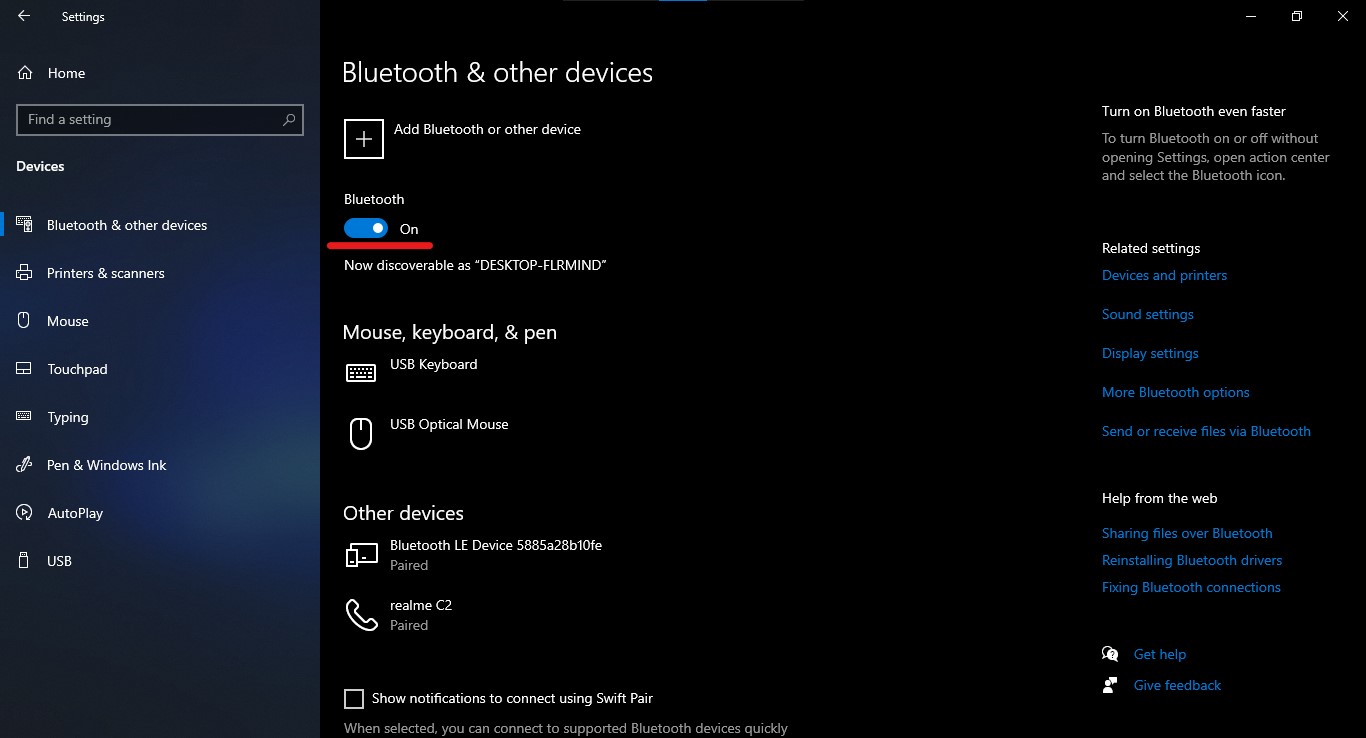 Settings
Home
Find a setting
Devices
Bluetooth & other devices
Printers & scanners
Mouse
Touchpad
Typing
Pen & Windows Ink
AutoPlay
USB
Bluetooth & other devices
Add Bluetooth or other device
Bluetooth
On
Now discoverable as “DESKTOP-FLRMIND”
Mouse, keyboard, & pen
USB Keyboard
USB Optical Mouse
Other devices
Bluetooth LE Device 5885a28b10fe
Paired
realme C2
Paired
Show notifications to connect using Swift Pair
When selected, you can connect to supported Bluetooth devices quickly
Turn on Bluetooth even faster
To turn Bluetooth on or off without
opening Settings, open action center
and select the Bluetooth icon.
Related settings
Devices and printers
Sound settings
Display settings
More Bluetooth options
Send or receive files via Bluetooth
Help from the web
Sharing files over Bluetooth
Reinstalling Bluetooth drivers
Fixing Bluetooth connections
Get help
Give feedback